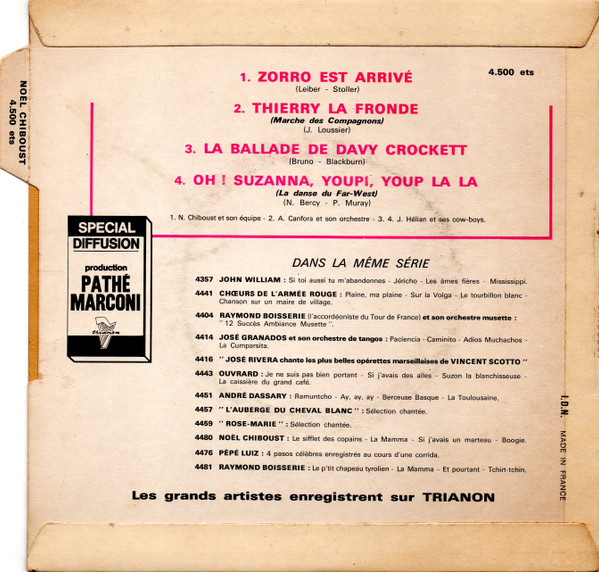 NOËL CHIBOUST
4.500 ets
4.500 ets
1. ZORRO EST ARRIVÉ
(Leiber - Stoller)
2. THIERRY LA FRONDE
(Marche des Compagnons)
(J. Loussier)
3. LA BALLADE DE DAVY CROCKETT
(Bruno - Blackburn)
4. OH ! SUZANNA, YOUPI, YOUP LA LA
(La danse du Far-West)
(N. Bercy - P. Muray)
1. N. Chiboust et son équipe - 2. A. Canfora et son orchestre - 3. 4. J. Hélian et ses cow-boys.
SPECIAL
DIFFUSION
production
PATHÉ
MARCONI
trianon
DANS LA MÊME SÉRIE
4357 JOHN WILLIAM : Si toi aussi tu m'abandonnes - Jéricho - Les âmes fières - Mississipi.
4441 CHŒURS DE L'ARMÉE ROUGE : Plaine, ma plaine - Sur la Volga - Le tourbillon blanc -
Chanson sur un maire de village.
4404 RAYMOND BOISSERIE (l'accordéoniste du Tour de France) et son orchestre musette :
" 12 Succès Ambiance Musette ".
4414 JOSÉ GRANADOS et son orchestre de tangos : Paciencia - Caminito - Adios Muchachos -
La Cumparsita.
4416 " JOSÉ RIVERA chante les plus belles opérettes marseillaises de VINCENT SCOTTO "
4443 OUVRARD : Je ne suis pas bien portant - Si j'avais des ailes - Suzon la blanchisseuse -
La caissière du grand café.
4451 ANDRÉ DASSARY : Ramuntcho - Ay, ay, ay - Berceuse Basque - La Toulousaine.
4457 " L'AUBERGE DU CHEVAL BLANC " : Sélection chantée.
4459 " ROSE-MARIE " : Sélection chantée.
4480 NOËL CHIBOUST : Le sifflet des copains - La Mamma - Si j'avais un marteau - Boogie.
4476 PÉPÉ LUIZ : 4 pasos célèbres enregistrés au cours d'une corrida.
4481 RAYMOND BOISSERIE : Le p'tit chapeau tyrolien - La Mamma - Et pourtant - Tchirt-tchin.
Les grands artistes enregistrent sur TRIANON
I.D.N. MADE IN FRANCE